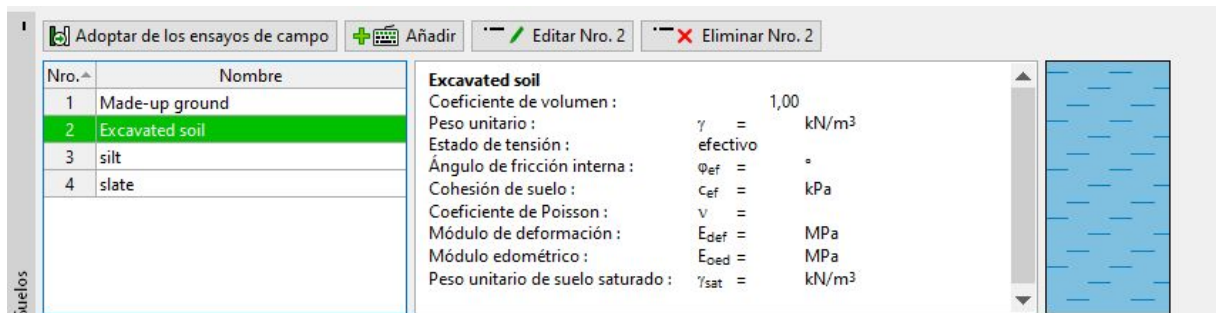 Adoptar de los ensayos de campo Añadir Editar Nro. 2 Eliminar Nro. 2
Nro. Nombre
1 Made-up ground
2 Excavated soil
3 silt
4 slate
Excavated soil
Coeficiente de volumen : 1,00
Peso unitario : γ = kN/m³
Estado de tensión : efectivo
Ángulo de fricción interna : φef = °
Cohesión de suelo : cef = kPa
Coeficiente de Poisson : ν =
Módulo de deformación : Edef = MPa
Módulo edométrico : Eoed = MPa
Peso unitario de suelo saturado : γsat = kN/m³
Suelos